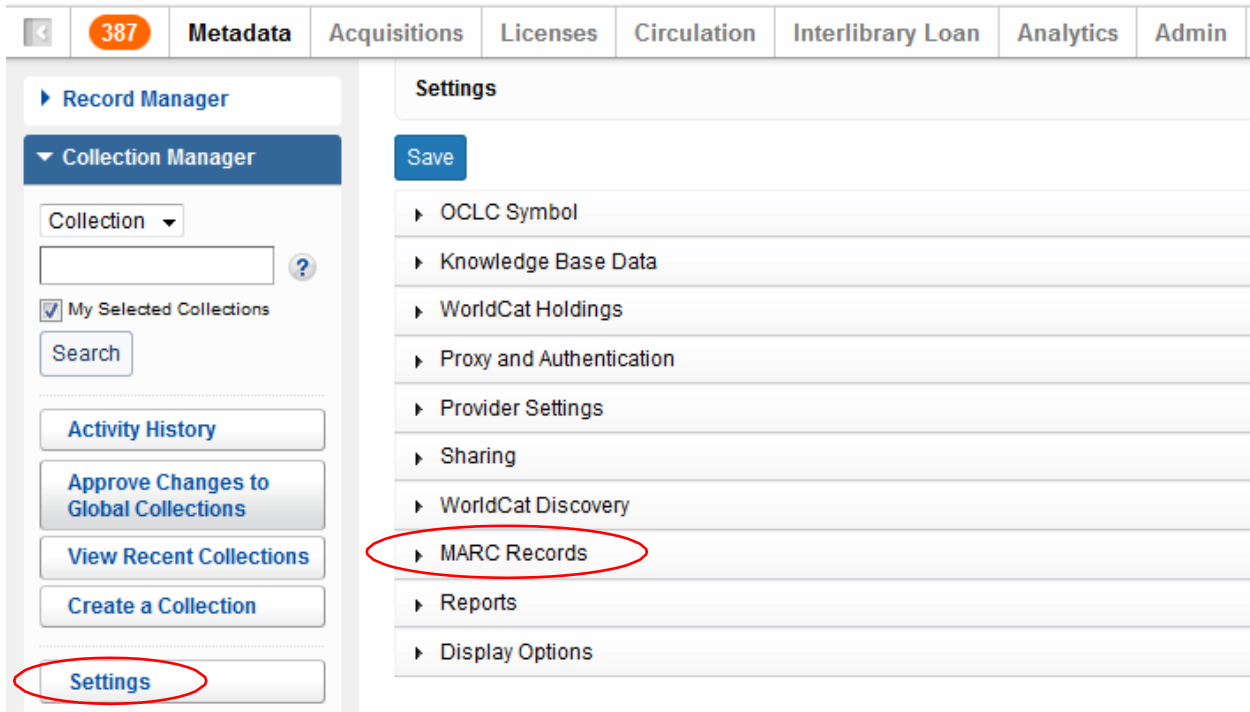 387 Metadata Acquisitions Licenses Circulation Interlibrary Loan Analytics Admin
Record Manager
Collection Manager
Collection
?
My Selected Collections
Search
Activity History
Approve Changes to
Global Collections
View Recent Collections
Create a Collection
Settings
Settings
Save
OCLC Symbol
Knowledge Base Data
WorldCat Holdings
Proxy and Authentication
Provider Settings
Sharing
WorldCat Discovery
MARC Records
Reports
Display Options